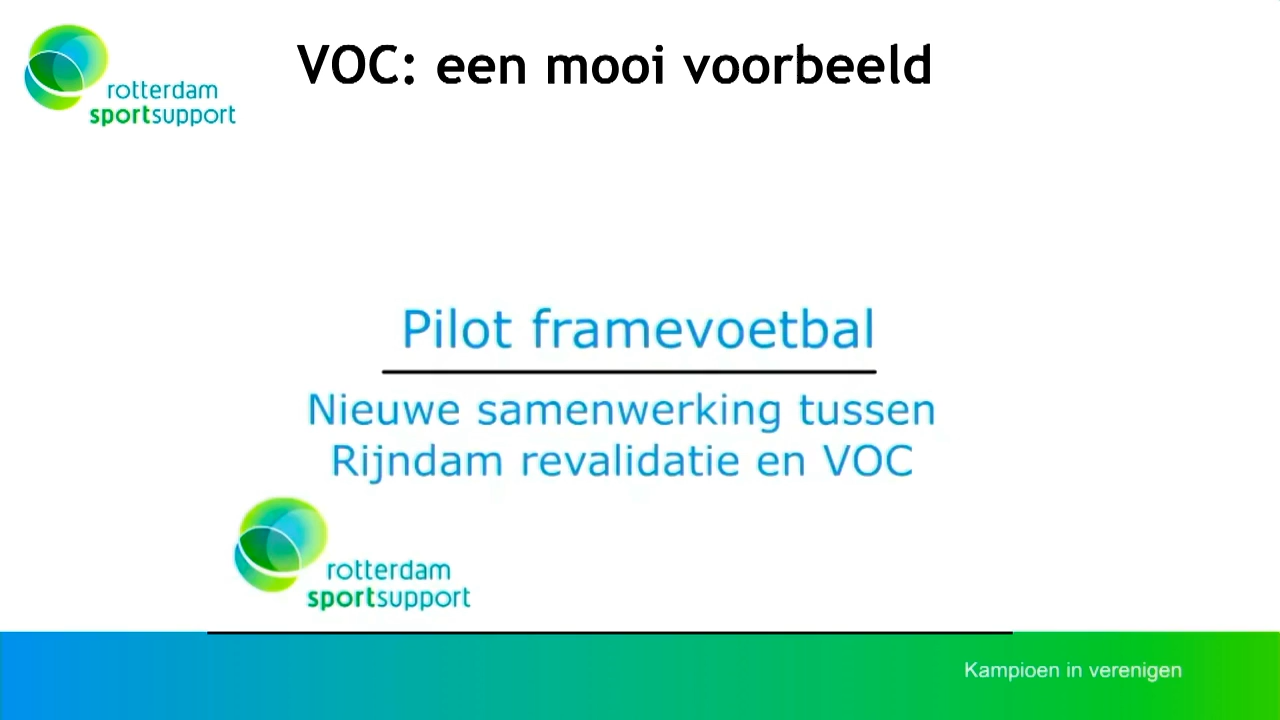 rotterdam
sportsupport
VOC: een mooi voorbeeld
Pilot framevoetbal
Nieuwe samenwerking tussen
Rijndam revalidatie en VOC
rotterdam
sportsupport
Kampioen in verenigen